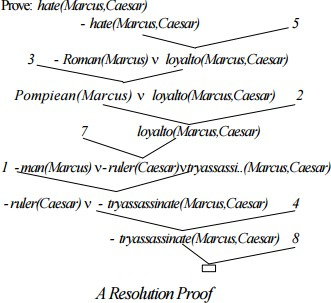 Prove: hate(Marcus,Caesar)
- hate(Marcus,Caesar) 5
3 - Roman(Marcus) v loyalto(Marcus,Caesar)
Pompiean(Marcus) v loyalto(Marcus,Caesar) 2
7 loyalto(Marcus,Caesar)
1 -man(Marcus) v-ruler(Caesar)vtryassassi..(Marcus,Caesar)
-ruler(Caesar) v - tryassassinate(Marcus,Caesar) 4
- tryassassinate(Marcus,Caesar) 8
A Resolution Proof